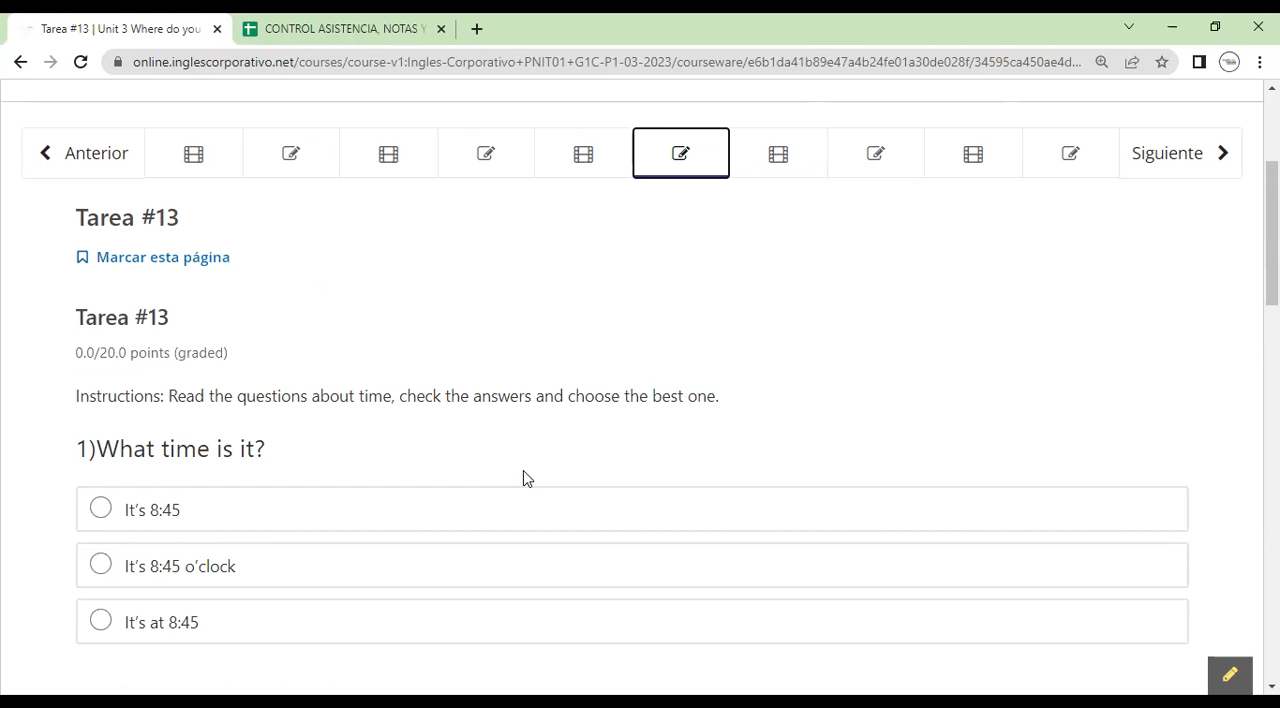 Tarea #13 | Unit 3 Where do you
CONTROL ASISTENCIA, NOTAS Y
online.inglescorporativo.net/courses/course-v1:Ingles-Corporativo+PNIT01+G1C-P1-03-2023/courseware/e6b1da41b89e47a4b24fe01a30de028f/34595ca450ae4d...
Anterior
Siguiente
Tarea #13
Marcar esta página
Tarea #13
0.0/20.0 points (graded)
Instructions: Read the questions about time, check the answers and choose the best one.
1)What time is it?
It’s 8:45
It’s 8:45 o’clock
It’s at 8:45